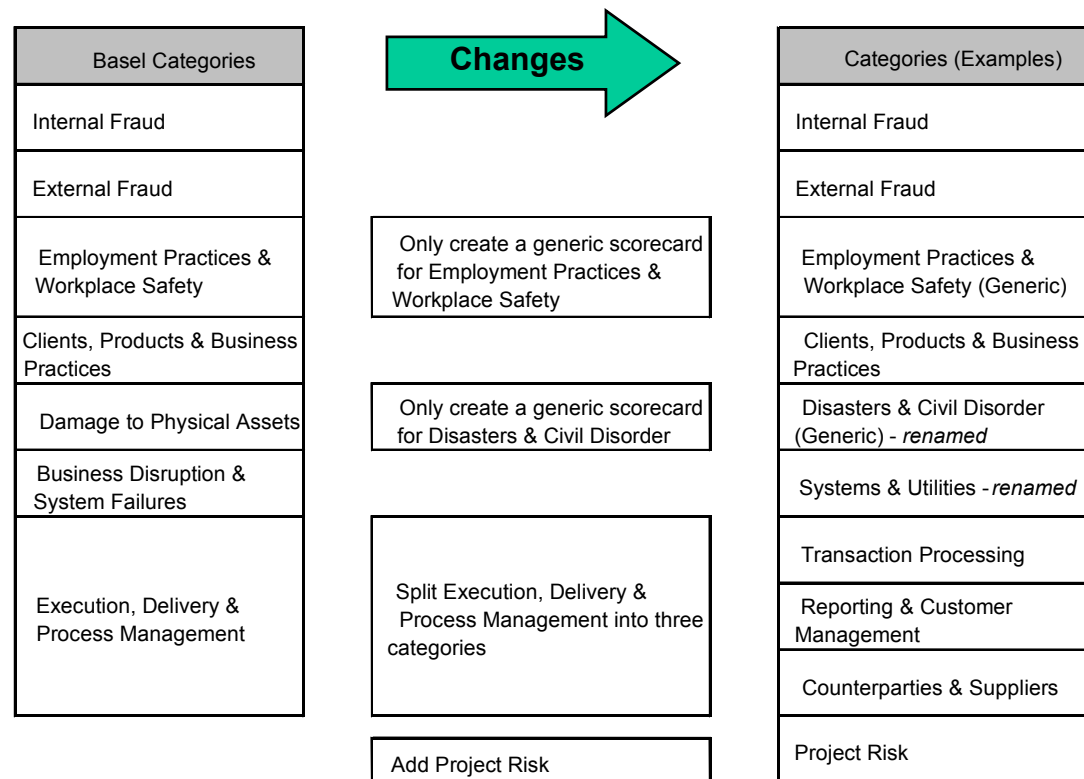 Basel Categories
Internal Fraud
External Fraud
Employment Practices &
Workplace Safety
Clients, Products & Business
Practices
Damage to Physical Assets
Business Disruption &
System Failures
Execution, Delivery &
Process Management
Changes
Only create a generic scorecard
for Employment Practices &
Workplace Safety
Only create a generic scorecard
for Disasters & Civil Disorder
Split Execution, Delivery &
Process Management into three
categories
Add Project Risk
Categories (Examples)
Internal Fraud
External Fraud
Employment Practices &
Workplace Safety (Generic)
Clients, Products & Business
Practices
Disasters & Civil Disorder
(Generic) - renamed
Systems & Utilities - renamed
Transaction Processing
Reporting & Customer
Management
Counterparties & Suppliers
Project Risk